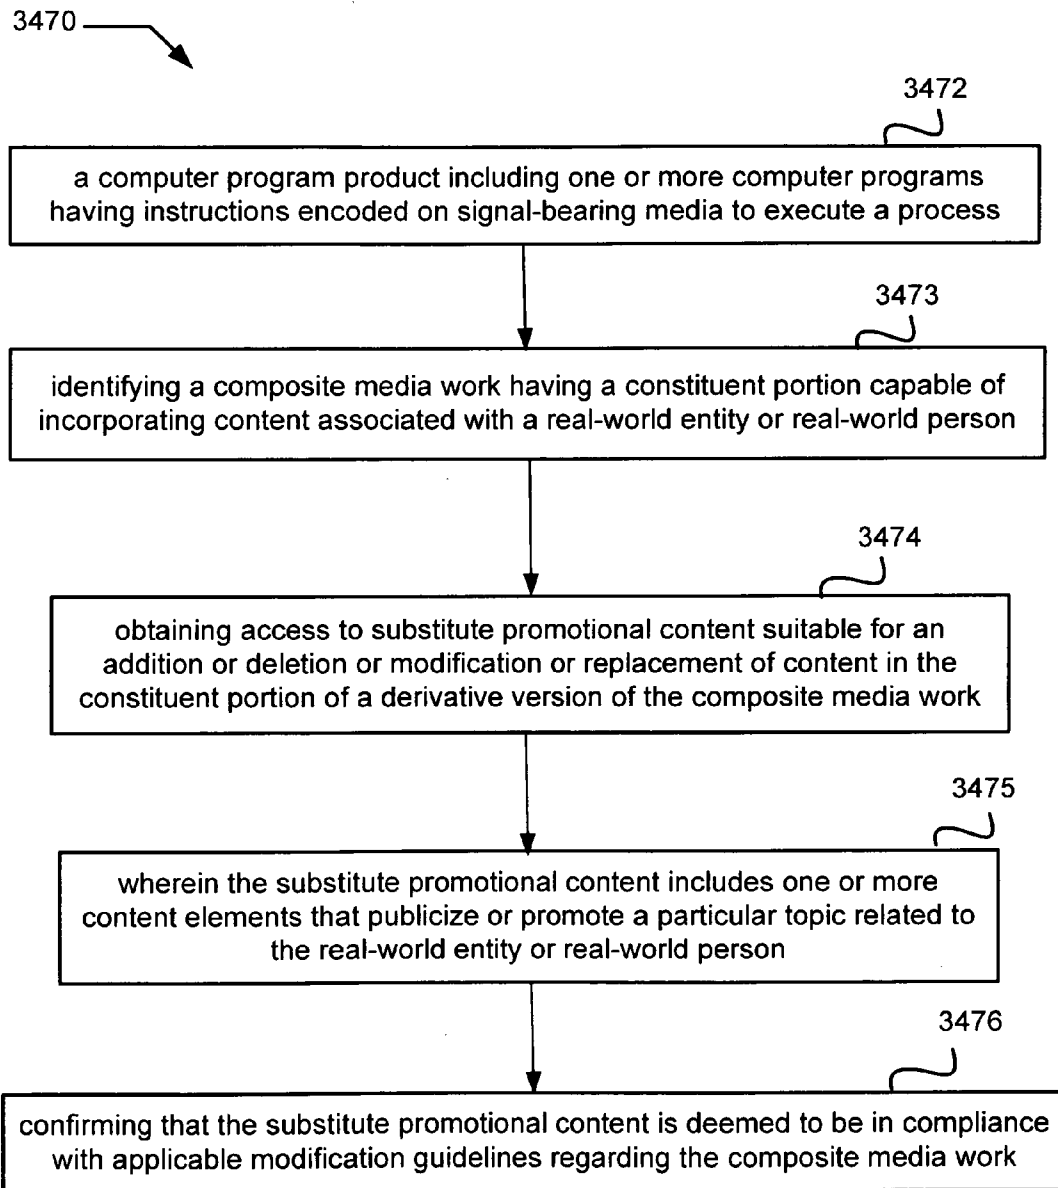 3470
3472
a computer program product including one or more computer programs
having instructions encoded on signal-bearing media to execute a process
3473
identifying a composite media work having a constituent portion capable of
incorporating content associated with a real-world entity or real-world person
3474
obtaining access to substitute promotional content suitable for an
addition or deletion or modification or replacement of content in the
constituent portion of a derivative version of the composite media work
3475
wherein the substitute promotional content includes one or more
content elements that publicize or promote a particular topic related to
the real-world entity or real-world person
3476
confirming that the substitute promotional content is deemed to be in compliance
with applicable modification guidelines regarding the composite media work